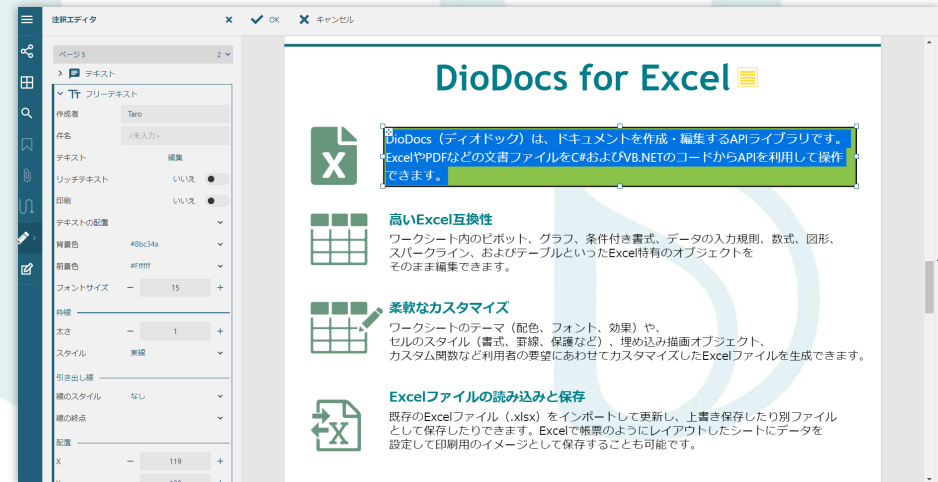 注釈エディタ
OK
キャンセル
ページ 5
2
テキスト
フリーテキスト
作成者
Taro
件名
<未入力>
テキスト
編集
リッチテキスト
いいえ
印刷
いいえ
テキストの配置
背景色
#8bc34a
前景色
#ffffff
フォントサイズ
15
枠線
太さ
1
スタイル
実線
引き出し線
線のスタイル
なし
線の終点
配置
X
119
DioDocs for Excel
DioDocs（ディオドック）は、ドキュメントを作成・編集するAPIライブラリです。
ExcelやPDFなどの文書ファイルをC#およびVB.NETのコードからAPIを利用して操作
できます。
高いExcel互換性
ワークシート内のピボット、グラフ、条件付き書式、データの入力規則、数式、図形、
スパークライン、およびテーブルといったExcel特有のオブジェクトを
そのまま編集できます。
柔軟なカスタマイズ
ワークシートのテーマ（配色、フォント、効果）や、
セルのスタイル（書式、罫線、保護など）、埋め込み描画オブジェクト、
カスタム関数など利用者の要望にあわせてカスタマイズしたExcelファイルを生成できます。
Excelファイルの読み込みと保存
既存のExcelファイル（.xlsx）をインポートして更新し、上書き保存したり別ファイル
として保存したりできます。Excelで帳票のようにレイアウトしたシートにデータを
設定して印刷用のイメージとして保存することも可能です。